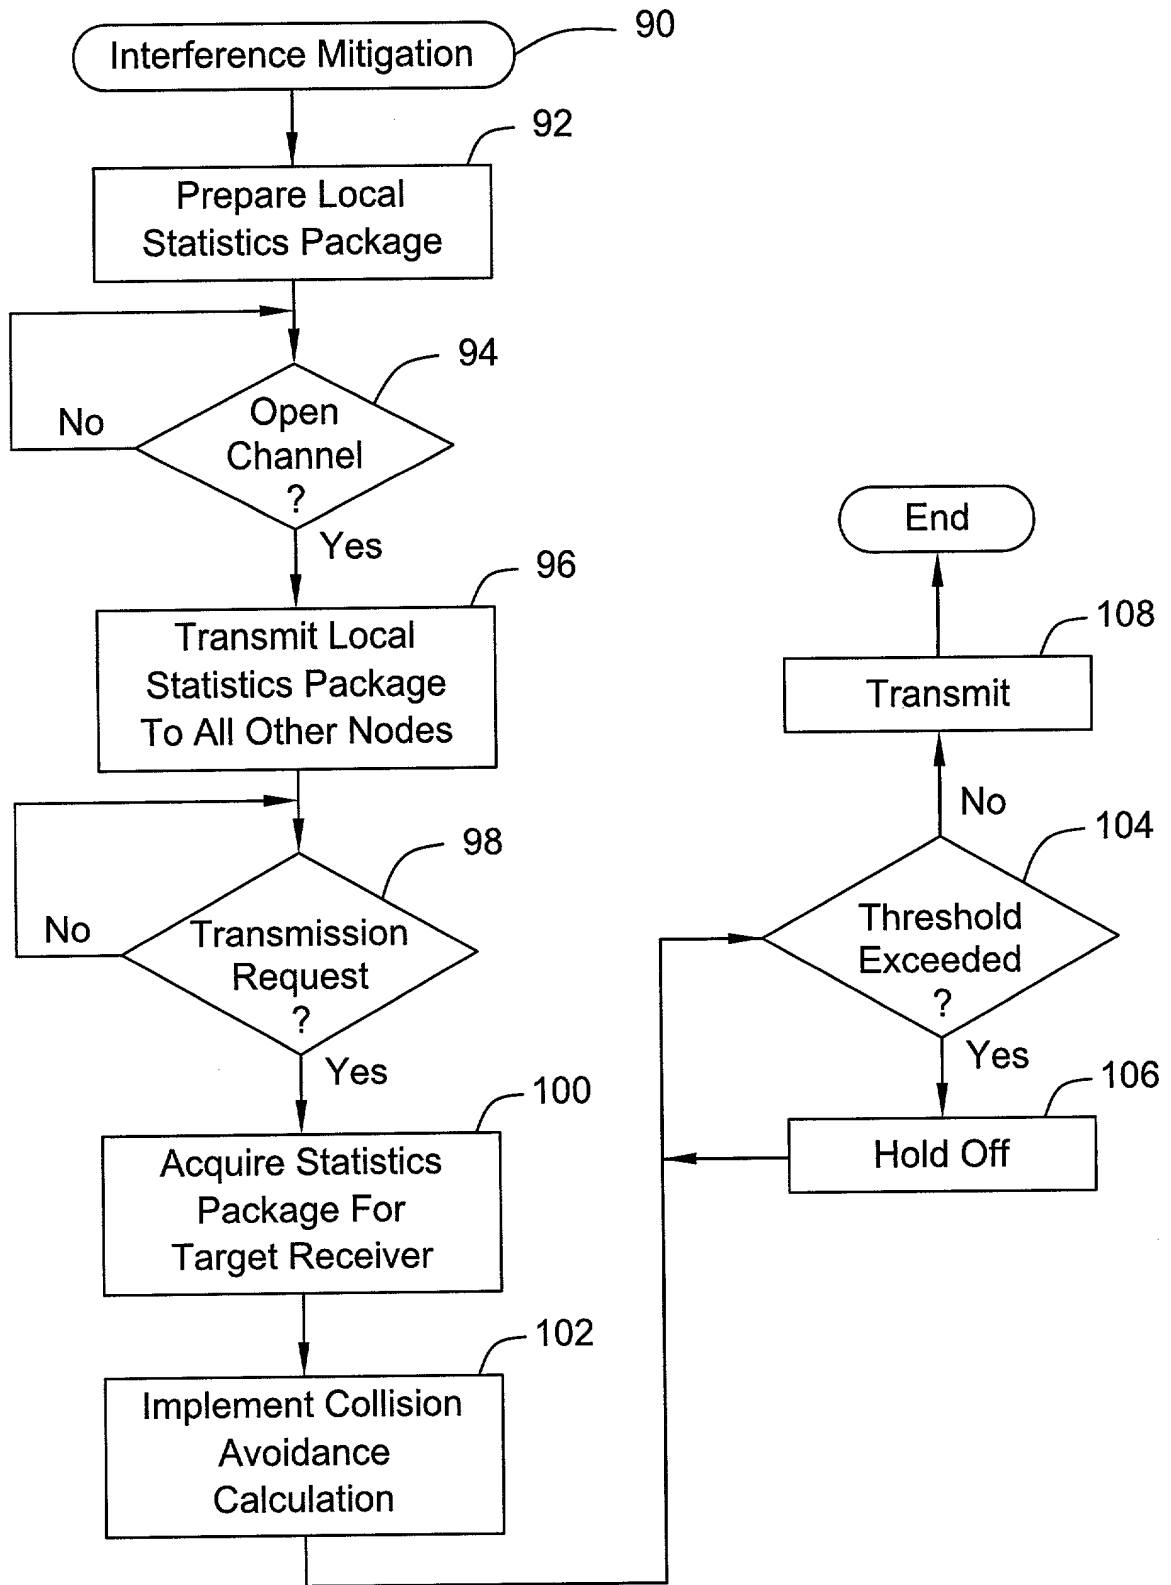 Interference Mitigation
90
92
Prepare Local
Statistics Package
94
Open
Channel
?
No
Yes
96
Transmit Local
Statistics Package
To All Other Nodes
98
Transmission
Request
?
No
Yes
100
Acquire Statistics
Package For
Target Receiver
102
Implement Collision
Avoidance
Calculation
104
Threshold
Exceeded
?
Yes
106
Hold Off
No
108
Transmit
End